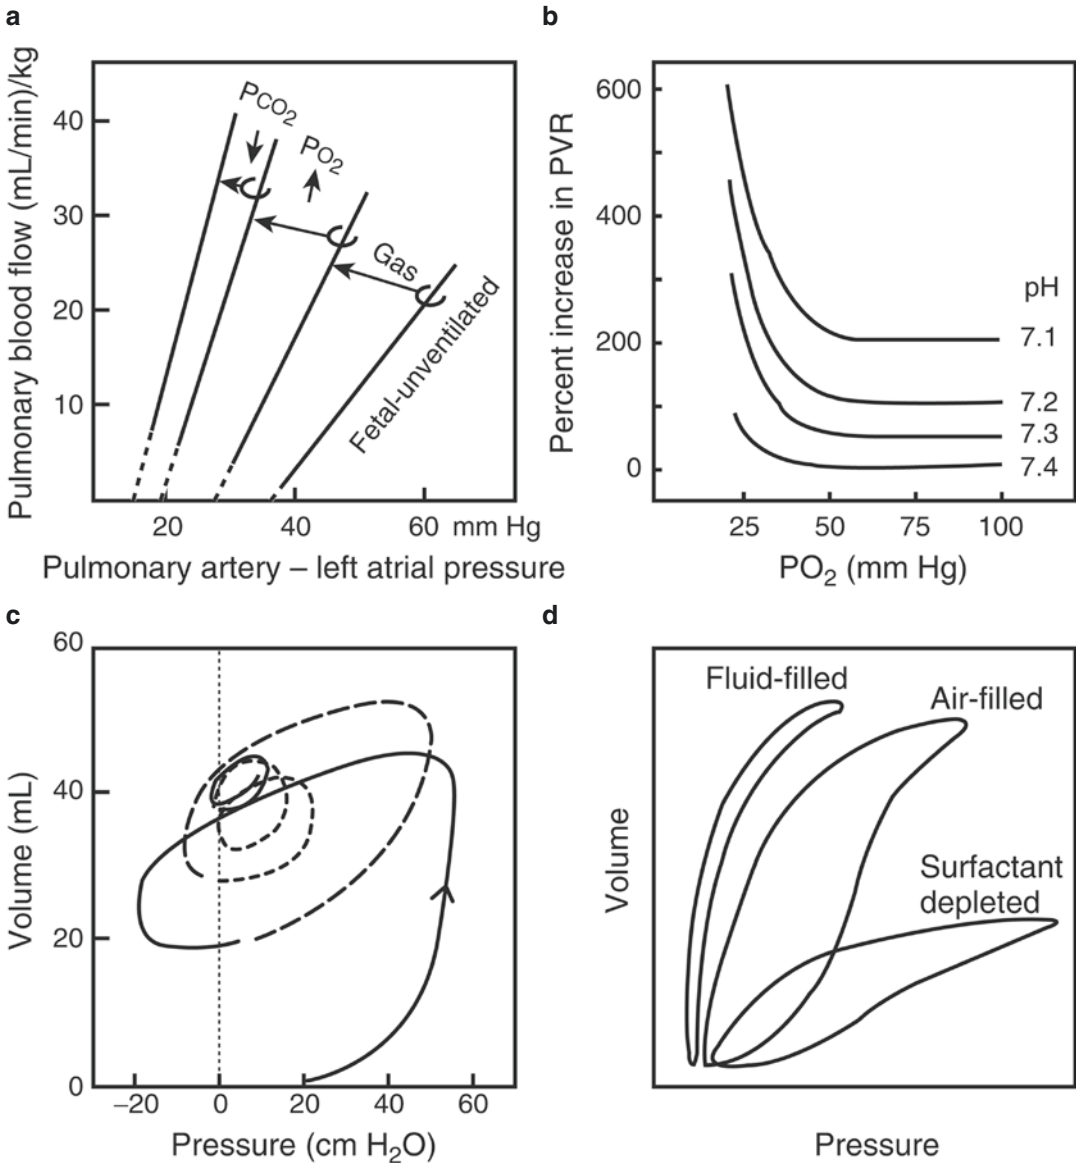 a
Pulmonary blood flow (mL/min)/kg
40
30
20
10
PCO2
PO2
Gas
Fetal-unventilated
20 40 60 mm Hg
Pulmonary artery – left atrial pressure
b
Percent increase in PVR
600
400
200
0
pH
7.1
7.2
7.3
7.4
25 50 75 100
PO2 (mm Hg)
c
Volume (mL)
60
40
20
0
–20 0 20 40 60
Pressure (cm H2O)
d
Volume
Fluid-filled
Air-filled
Surfactant
depleted
Pressure